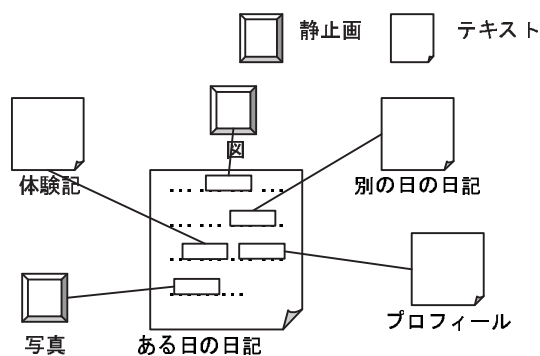 静止画
テキスト
図
体験記
別の日の日記
プロフィール
写真
ある日の日記